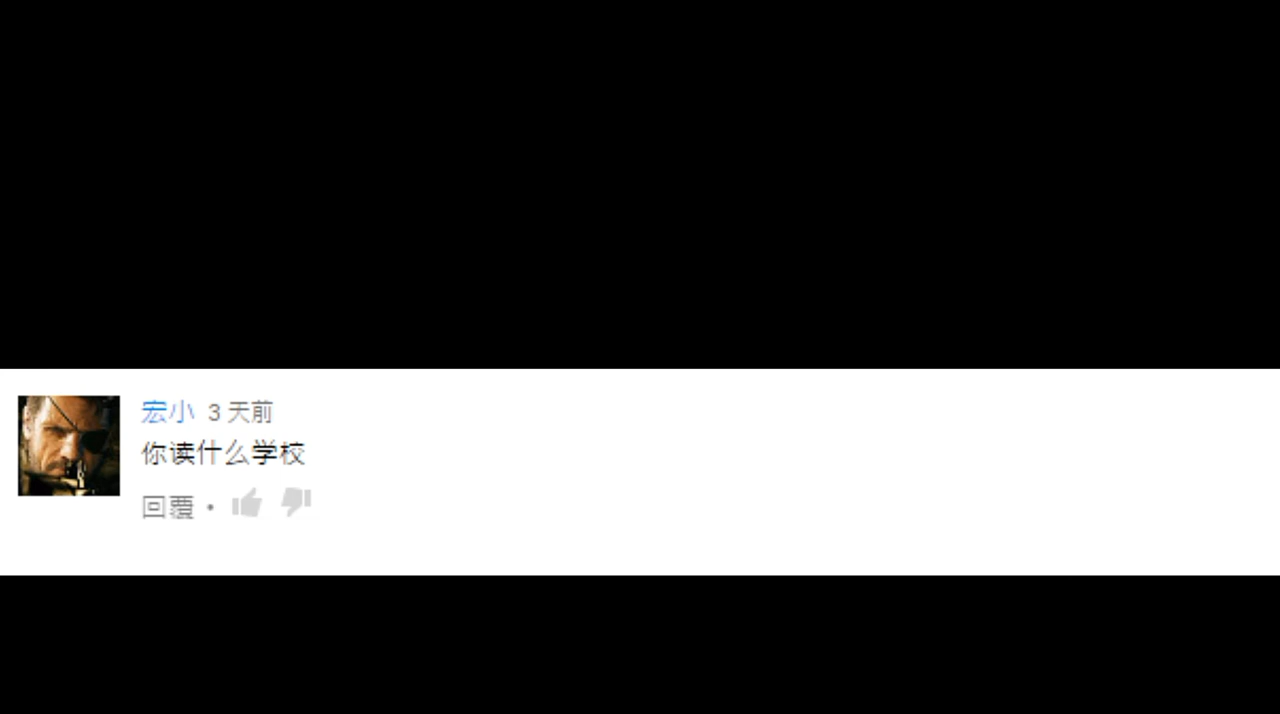 宏小 3 天前
你读什么学校
回覆 •